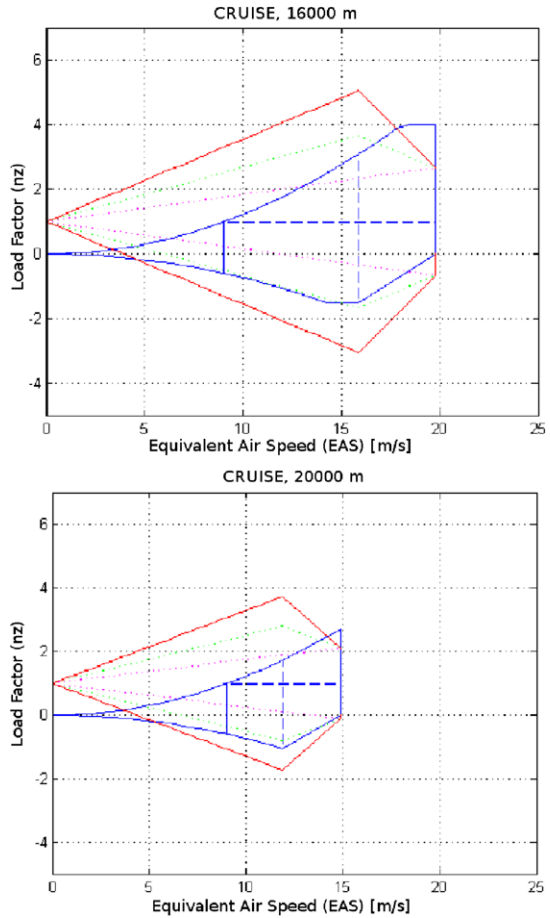 CRUISE, 16000 m
6
4
2
0
-2
-4
Load Factor (nz)
0 5 10 15 20 25
Equivalent Air Speed (EAS) [m/s]
CRUISE, 20000 m
6
4
2
0
-2
-4
Load Factor (nz)
0 5 10 15 20 25
Equivalent Air Speed (EAS) [m/s]